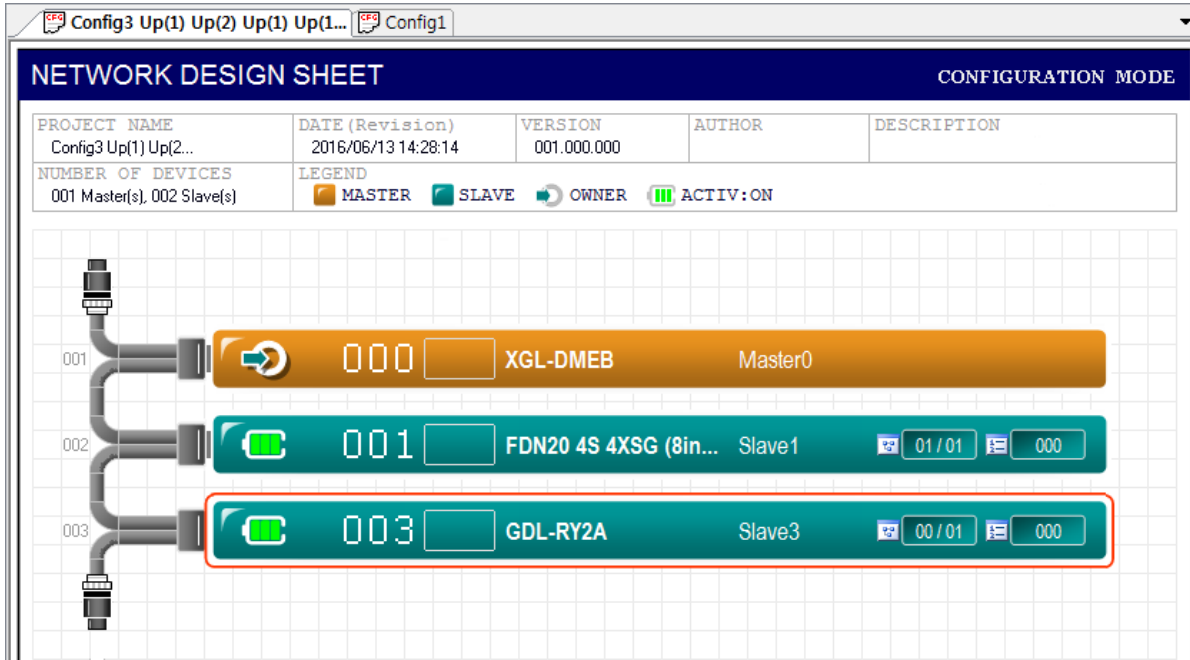 Config3 Up(1) Up(2) Up(1) Up(1... Config1
NETWORK DESIGN SHEET CONFIGURATION MODE
PROJECT NAME DATE(Revision) VERSION AUTHOR DESCRIPTION
Config3 Up(1) Up(2... 2016/06/13 14:28:14 001.000.000
NUMBER OF DEVICES LEGEND
001 Master(s), 002 Slave(s) MASTER SLAVE OWNER ACTIV:ON
001 000 XGL-DMEB Master0
002 001 FDN20 4S 4XSG (8in... Slave1 01/01 000
003 003 GDL-RY2A Slave3 00/01 000